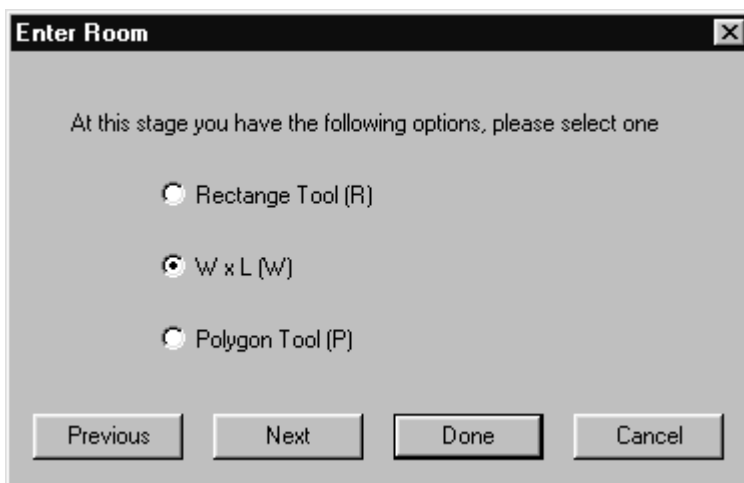 Enter Room
At this stage you have the following options, please select one
Rectange Tool (R)
W x L (W)
Polygon Tool (P)
Previous Next Done Cancel